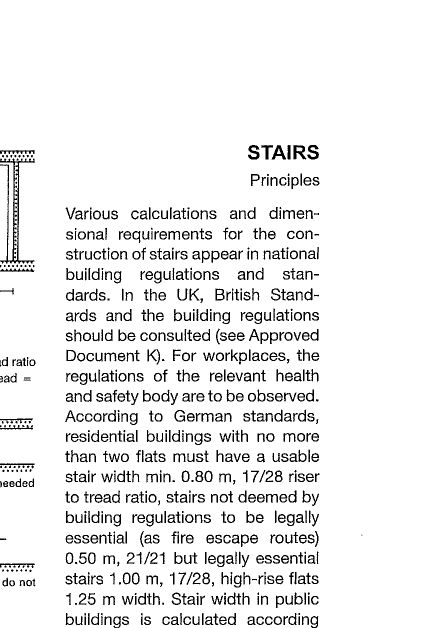 STAIRS
Principles
Various calculations and dimen-
sional requirements for the con-
struction of stairs appear in national
building regulations and stan-
dards. In the UK, British Stand-
ards and the building regulations
should be consulted (see Approved
Document K). For workplaces, the
regulations of the relevant health
and safety body are to be observed.
According to German standards,
residential buildings with no more
than two flats must have a usable
stair width min. 0.80 m, 17/28 riser
to tread ratio, stairs not deemed by
building regulations to be legally
essential (as fire escape routes)
0.50 m, 21/21 but legally essential
stairs 1.00 m, 17/28, high-rise flats
1.25 m width. Stair width in public
buildings is calculated according
ratio
=
do not